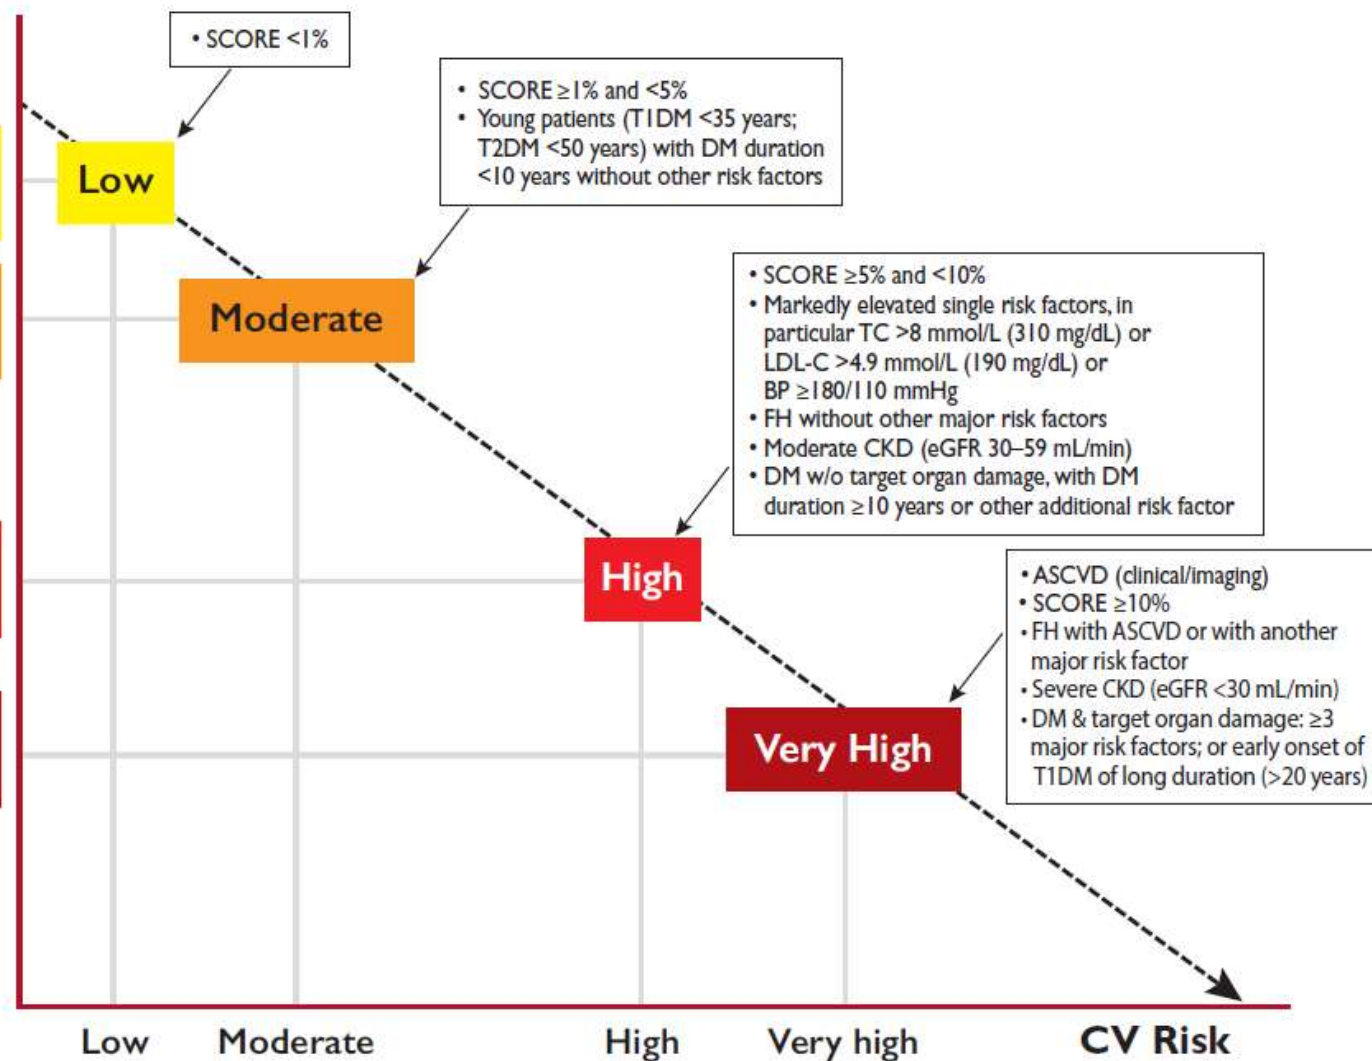 • SCORE <1%
• SCORE ≥1% and <5%
• Young patients (T1DM <35 years;
T2DM <50 years) with DM duration
<10 years without other risk factors
Low
Moderate
• SCORE ≥5% and <10%
• Markedly elevated single risk factors, in
particular TC >8 mmol/L (310 mg/dL) or
LDL-C >4.9 mmol/L (190 mg/dL) or
BP ≥180/110 mmHg
• FH without other major risk factors
• Moderate CKD (eGFR 30–59 mL/min)
• DM w/o target organ damage, with DM
duration ≥10 years or other additional risk factor
High
• ASCVD (clinical/imaging)
• SCORE ≥10%
• FH with ASCVD or with another
major risk factor
• Severe CKD (eGFR <30 mL/min)
• DM & target organ damage: ≥3
major risk factors; or early onset of
T1DM of long duration (>20 years)
Very High
Low Moderate High Very high CV Risk